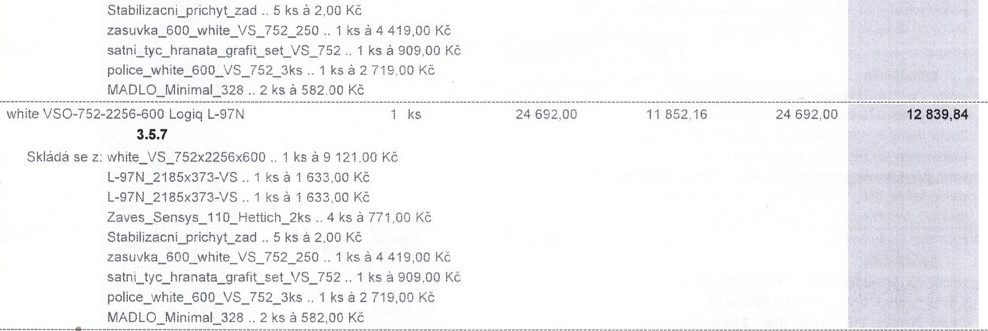 Stabilizacni_prichyt_zad .. 5 ks à 2,00 Kč
zasuvka_600_white_VS_752_250 .. 1 ks à 4 419,00 Kč
satni_tyc_hranata_grafit_set_VS_752 .. 1 ks à 909,00 Kč
police_white_600_VS_752_3ks .. 1 ks à 2 719,00 Kč
MADLO_Minimal_328 .. 2 ks à 582,00 Kč
white VSO-752-2256-600 Logiq L-97N 1 ks 24 692,00 11 852,16 24 692,00 12 839,84
3.5.7
Skládá se z: white_VS_752x2256x600 .. 1 ks à 9 121,00 Kč
L-97N_2185x373-VS .. 1 ks à 1 633,00 Kč
L-97N_2185x373-VS .. 1 ks à 1 633,00 Kč
Zaves_Sensys_110_Hettich_2ks .. 4 ks à 771,00 Kč
Stabilizacni_prichyt_zad .. 5 ks à 2,00 Kč
zasuvka_600_white_VS_752_250 .. 1 ks à 4 419,00 Kč
satni_tyc_hranata_grafit_set_VS_752 .. 1 ks à 909,00 Kč
police_white_600_VS_752_3ks .. 1 ks à 2 719,00 Kč
MADLO_Minimal_328 .. 2 ks à 582,00 Kč